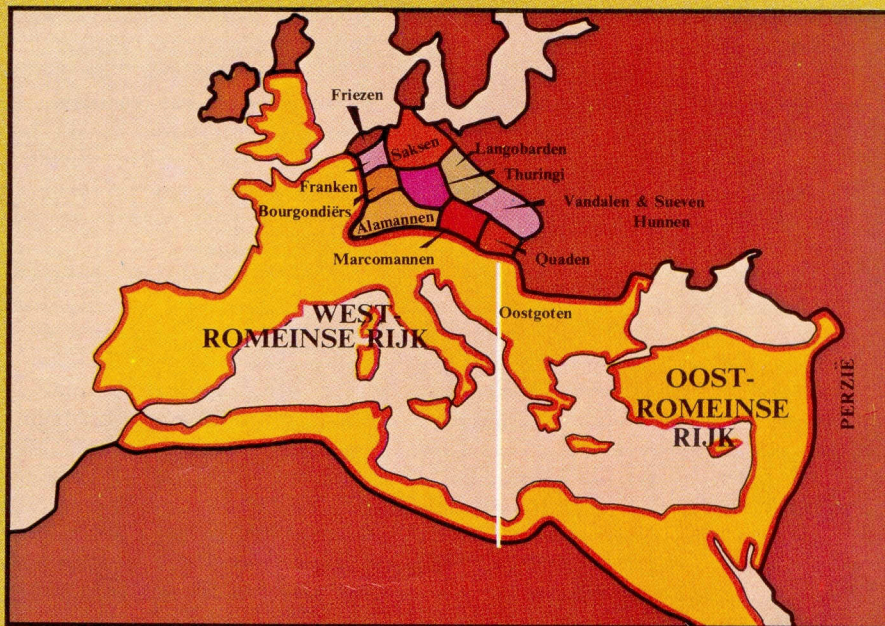 Friezen
Saksen
Langobarden
Thuringi
Franken
Vandalen & Sueven
Bourgondiërs
Hunnen
Alamannen
Marcomannen
Quaden
WEST-
ROMEINSE RIJK
Oostgoten
OOST-
ROMEINSE
RIJK
PERZIË